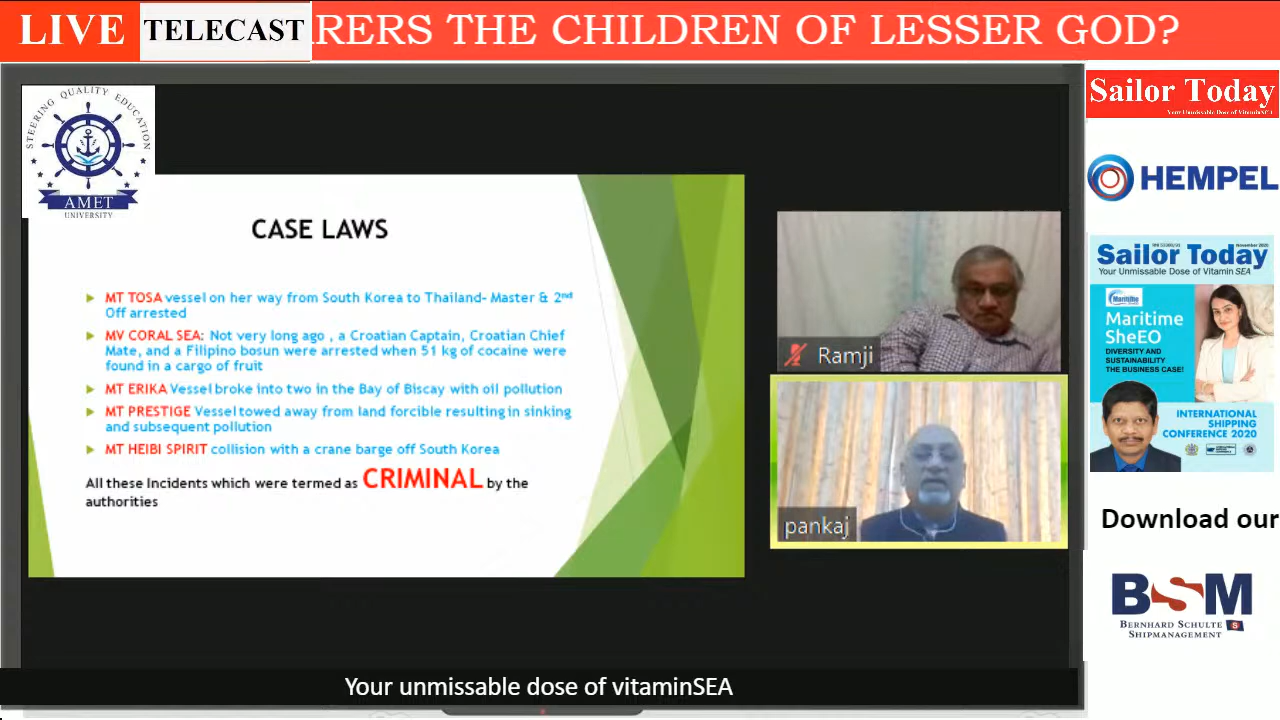 LIVE TELECAST RERS THE CHILDREN OF LESSER GOD?
STEERING QUALITY EDUCATION
AMET
UNIVERSITY
CASE LAWS
MT TOSA vessel on her way from South Korea to Thailand- Master & 2nd
Off arrested
MV CORAL SEA: Not very long ago , a Croatian Captain, Croatian Chief
Mate, and a Filipino bosun were arrested when 51 kg of cocaine were
found in a cargo of fruit
MT ERIKA Vessel broke into two in the Bay of Biscay with oil pollution
MT PRESTIGE Vessel towed away from land forcible resulting in sinking
and subsequent pollution
MT HEIBI SPIRIT collision with a crane barge off South Korea
All these Incidents which were termed as CRIMINAL by the
authorities
Ramji
pankaj
Sailor Today
Your Unmissable Dose of VitaminSEA
HEMPEL
November 2020
Sailor Today
Your Unmissable Dose of Vitamin SEA
Maritime
SheEO
DIVERSITY AND
SUSTAINABILITY
THE BUSINESS CASE!
INTERNATIONAL
SHIPPING
CONFERENCE 2020
Download our
BSM
BERNHARD SCHULTE
SHIPMANAGEMENT
Your unmissable dose of vitaminSEA